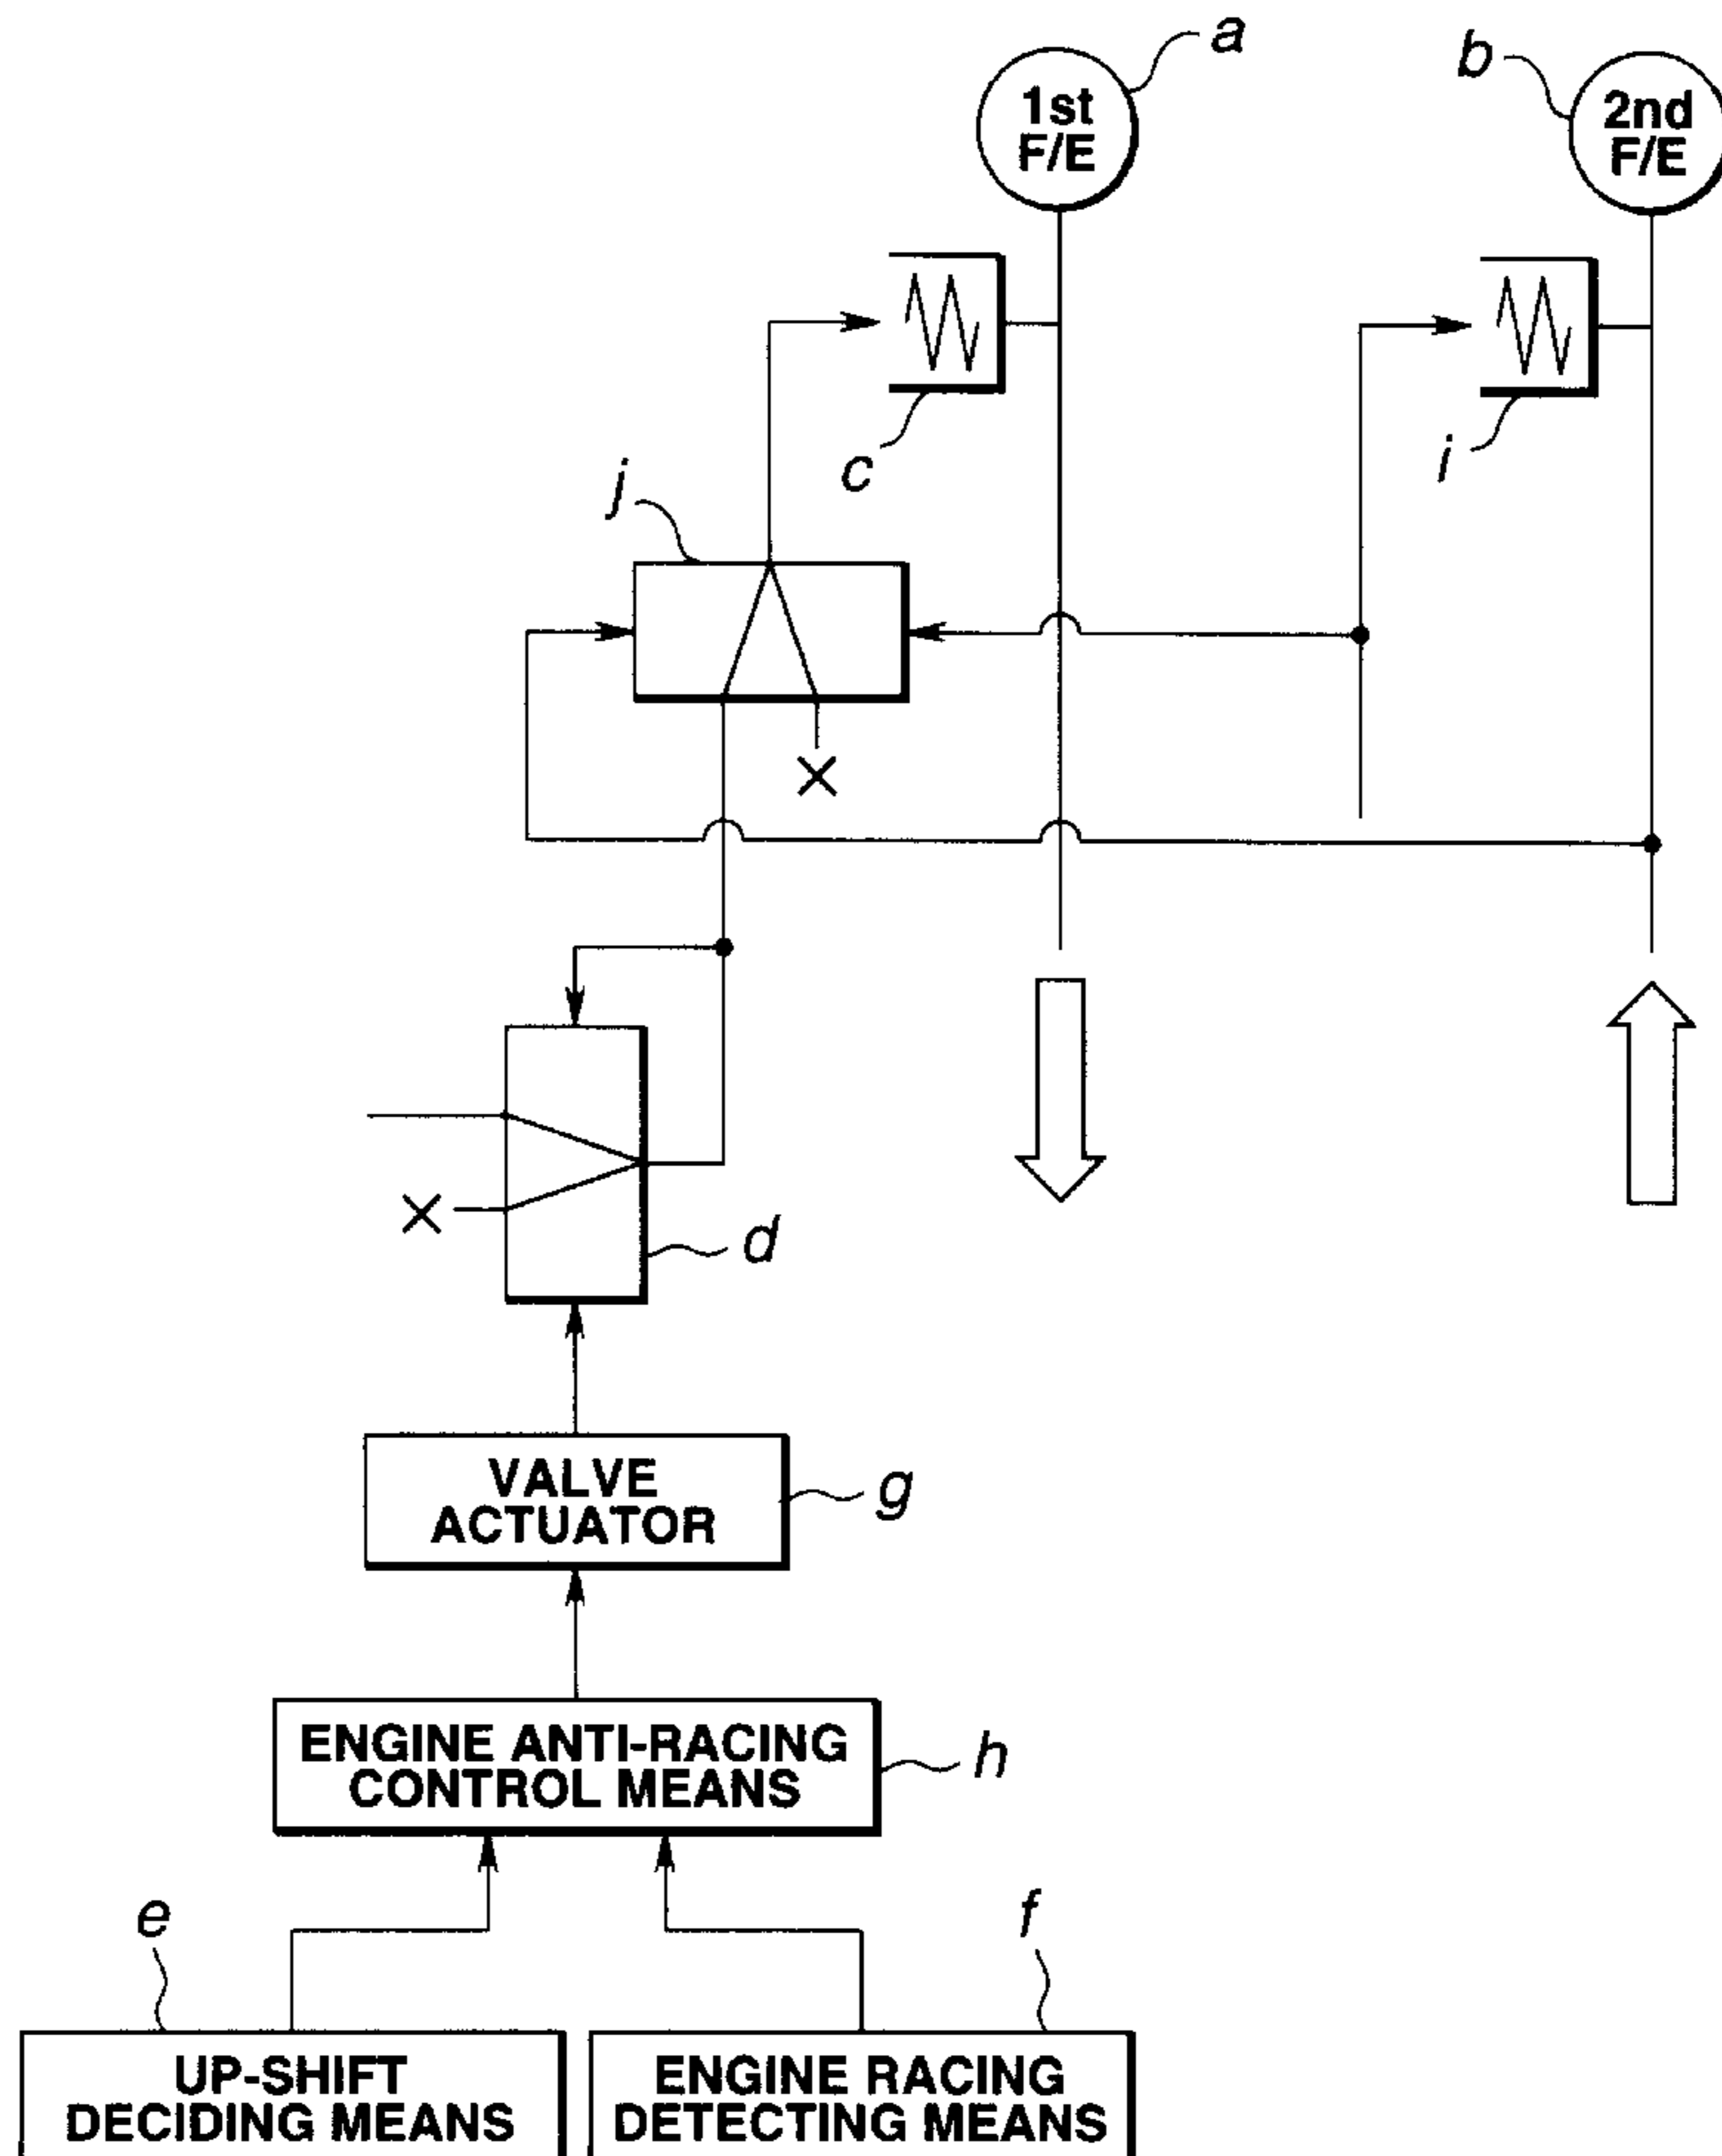 a
b
1st
F/E
2nd
F/E
c
i
j
d
VALVE
ACTUATOR
g
ENGINE ANTI-RACING
CONTROL MEANS
h
e
f
UP-SHIFT
DECIDING MEANS
ENGINE RACING
DETECTING MEANS